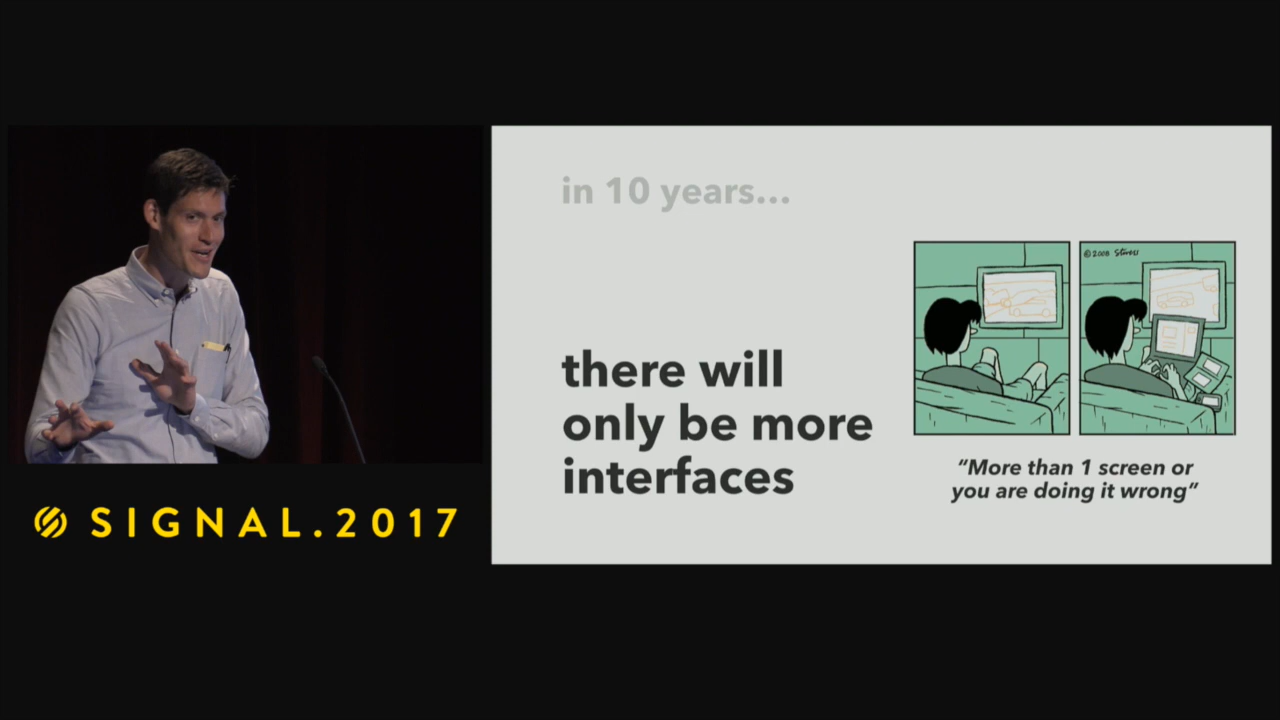 in 10 years...
there will
only be more
interfaces
©2008
“More than 1 screen or
you are doing it wrong”
SIGNAL.2017